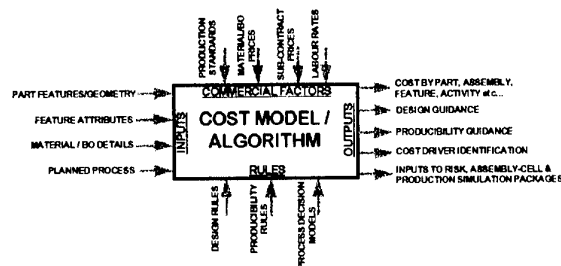 PRODUCTION
STANDARDS
MATERIAL/BO
PRICES
SUB-CONTRACT
PRICES
LABOUR RATES
COMMERCIAL FACTORS
PART FEATURES/GEOMETRY
FEATURE ATTRIBUTES
MATERIAL / BO DETAILS
PLANNED PROCESS
INPUTS
COST MODEL /
ALGORITHM
OUTPUTS
RULES
COST BY PART, ASSEMBLY,
FEATURE, ACTIVITY etc...
DESIGN GUIDANCE
PRODUCIBILITY GUIDANCE
COST DRIVER IDENTIFICATION
INPUTS TO RISK, ASSEMBLY-CELL &
PRODUCTION SIMULATION PACKAGES
DESIGN RULES
PRODUCIBILITY
RULES
PROCESS DECISION
MODELS